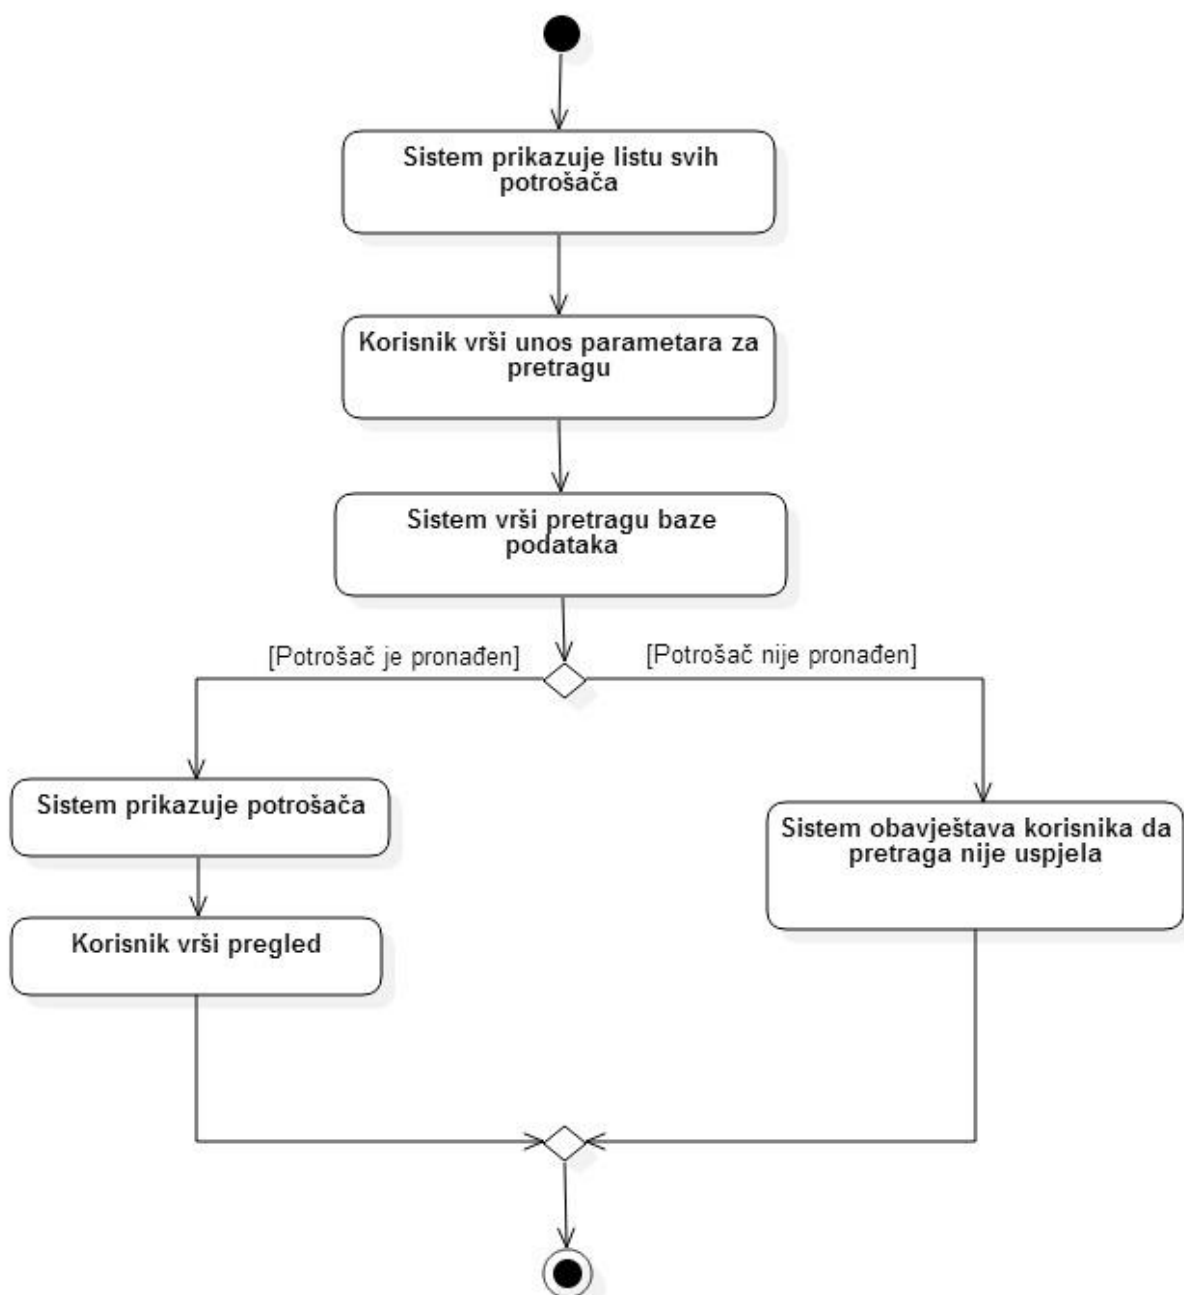 Sistem prikazuje listu svih
potrošača
Korisnik vrši unos parametara za
pretragu
Sistem vrši pretragu baze
podataka
[Potrošač je pronađen]
[Potrošač nije pronađen]
Sistem prikazuje potrošača
Sistem obavještava korisnika da
pretraga nije uspjela
Korisnik vrši pregled